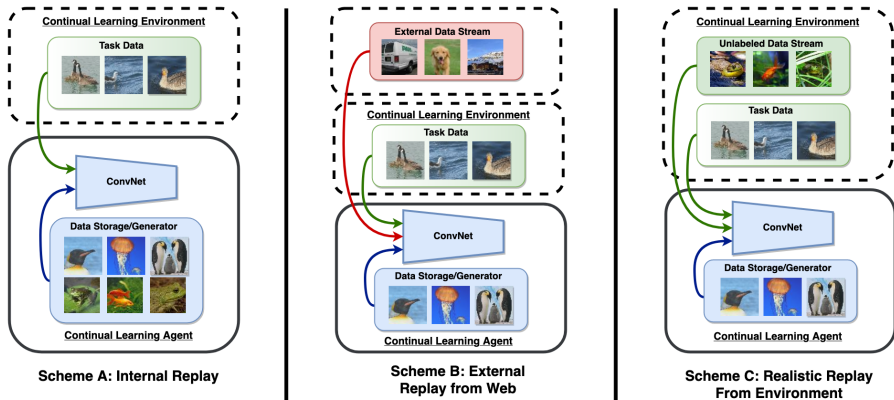 Continual Learning Environment
Task Data
ConvNet
Data Storage/Generator
Continual Learning Agent
Scheme A: Internal Replay
External Data Stream
Continual Learning Environment
Task Data
ConvNet
Data Storage/Generator
Continual Learning Agent
Scheme B: External
Replay from Web
Continual Learning Environment
Unlabeled Data Stream
Task Data
ConvNet
Data Storage/Generator
Continual Learning Agent
Scheme C: Realistic Replay
From Environment